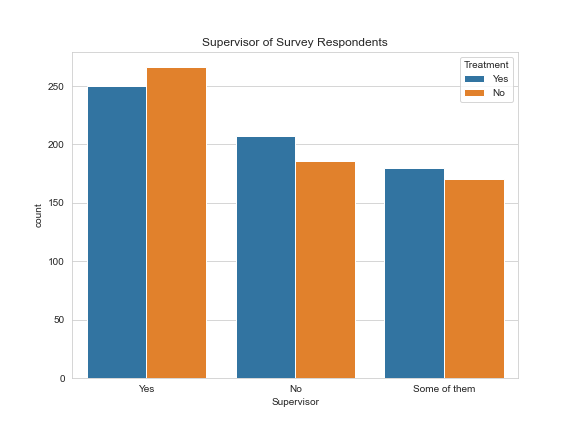 Supervisor of Survey Respondents
Treatment
Yes
No
250
200
150
100
50
0
count
Yes
No
Some of them
Supervisor